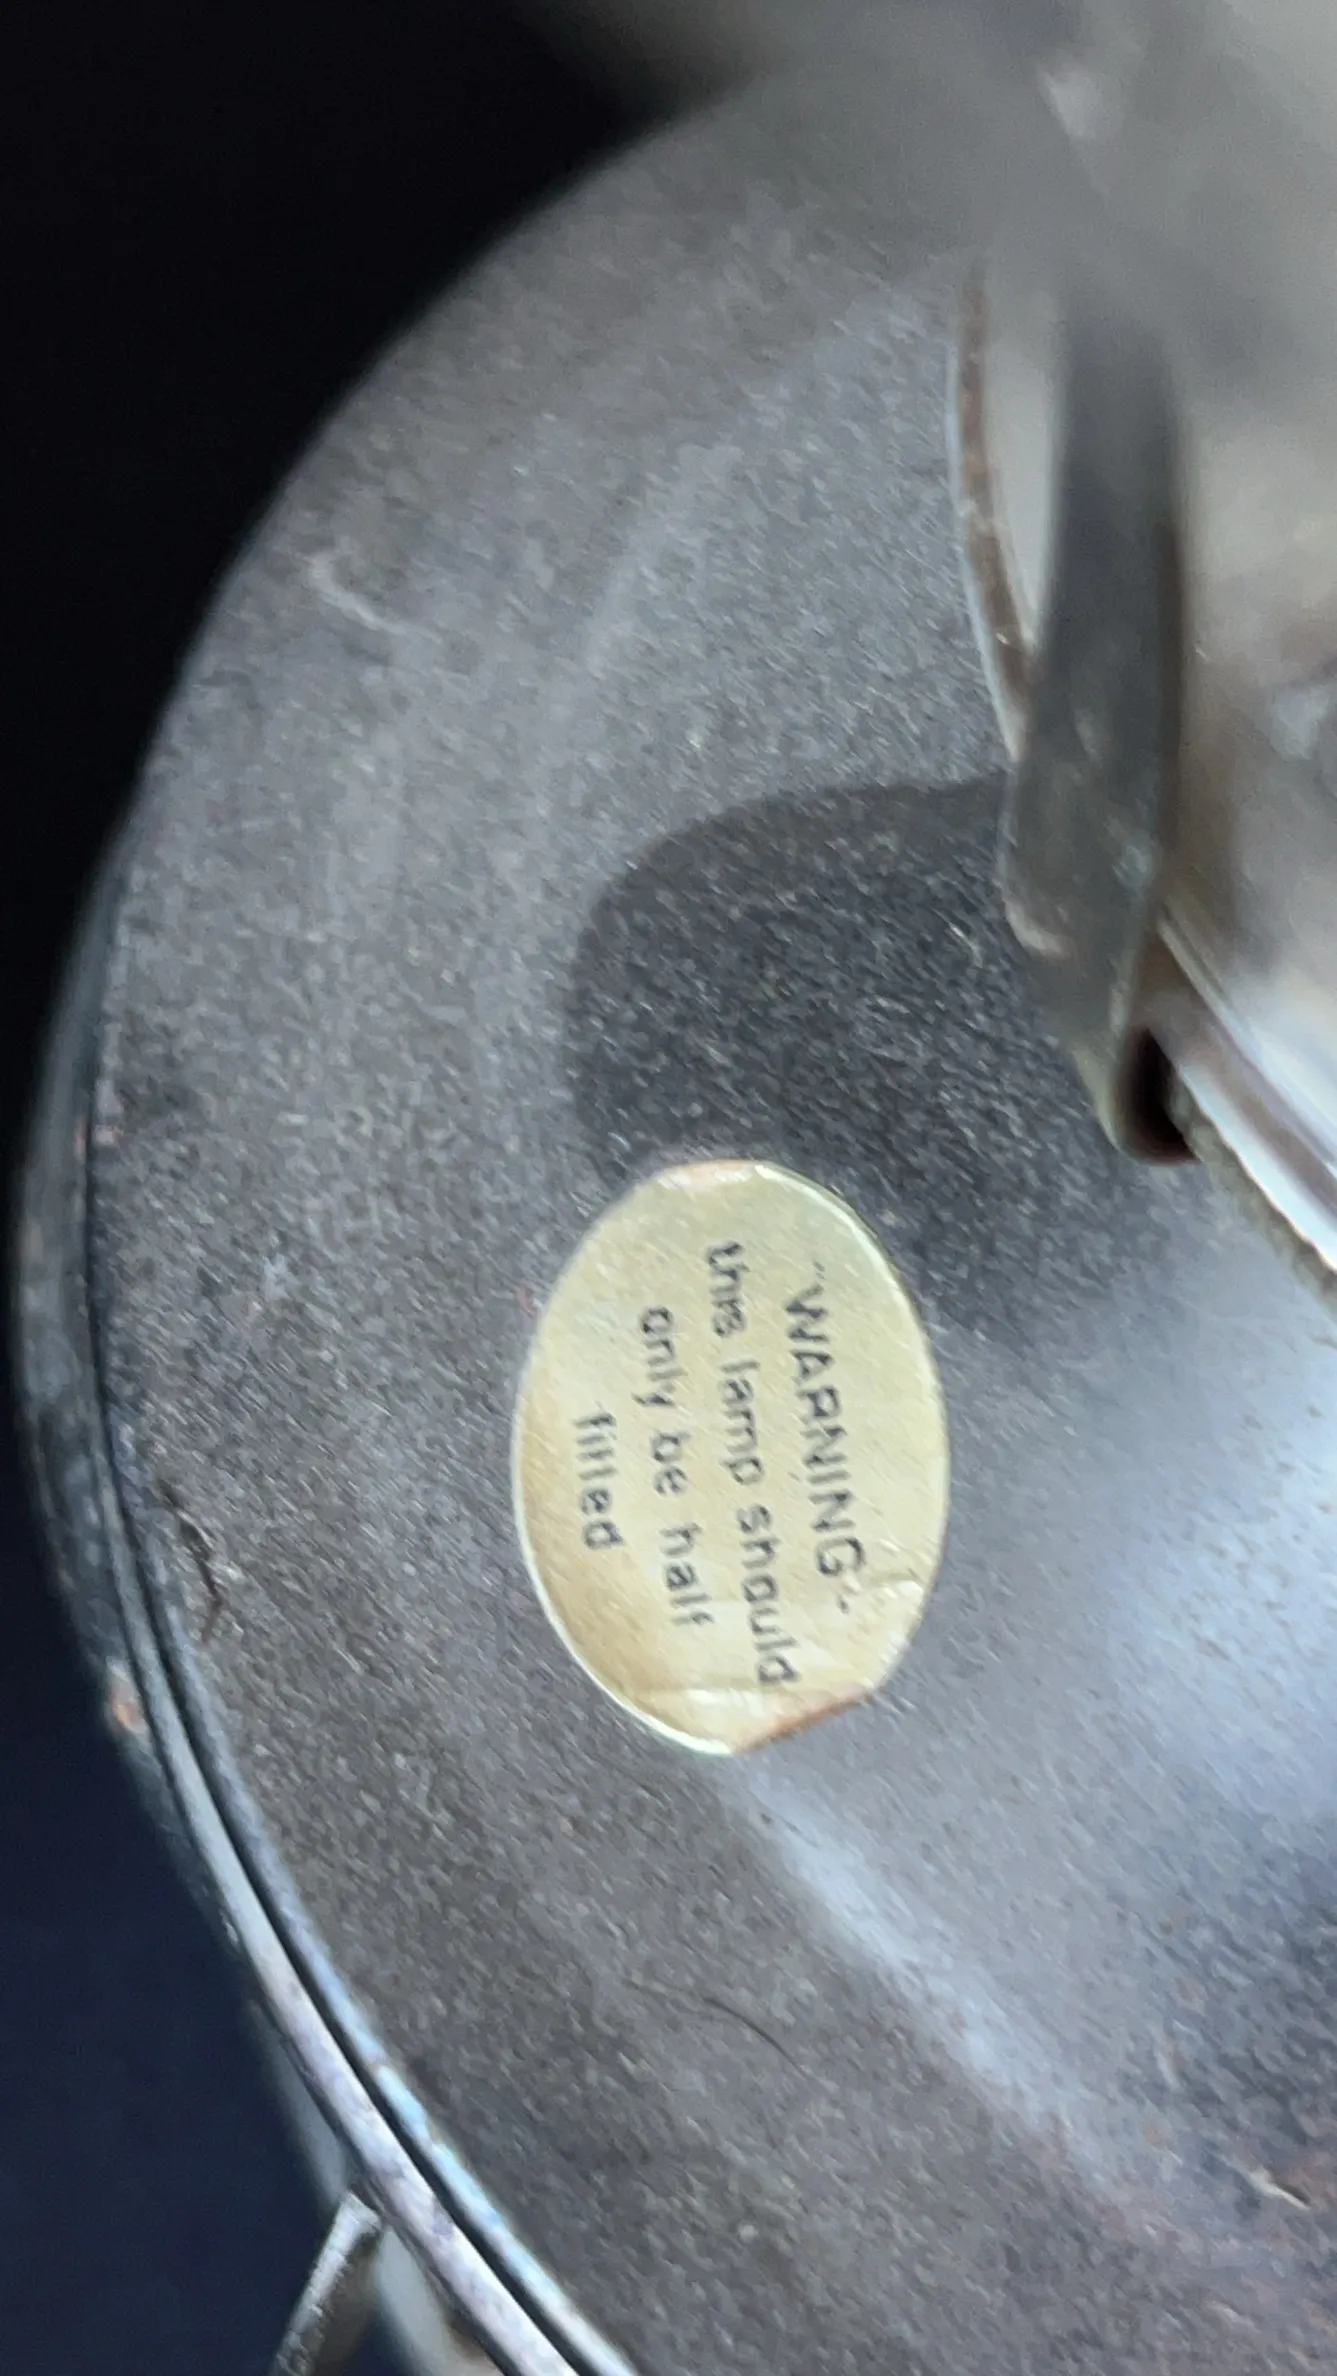 "WARNING"
this lamp should
only be half
filled